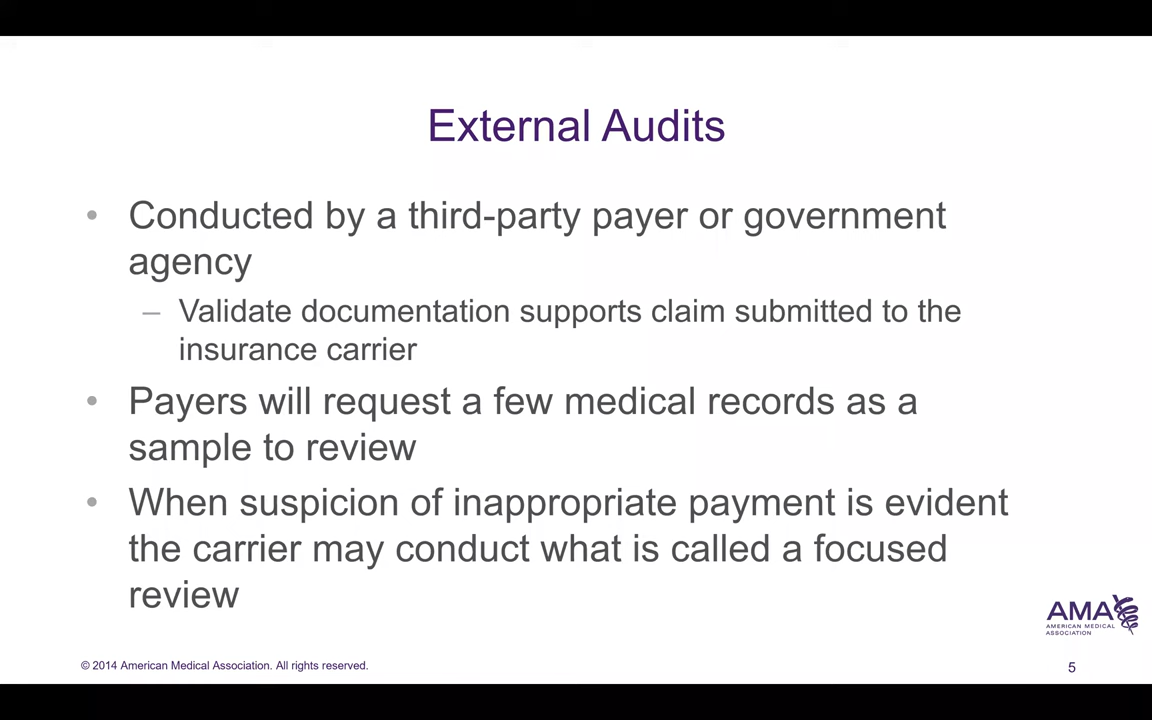 External Audits
• Conducted by a third-party payer or government
agency
– Validate documentation supports claim submitted to the
insurance carrier
• Payers will request a few medical records as a
sample to review
• When suspicion of inappropriate payment is evident
the carrier may conduct what is called a focused
review
AMA
AMERICAN MEDICAL
ASSOCIATION
© 2014 American Medical Association. All rights reserved.
5